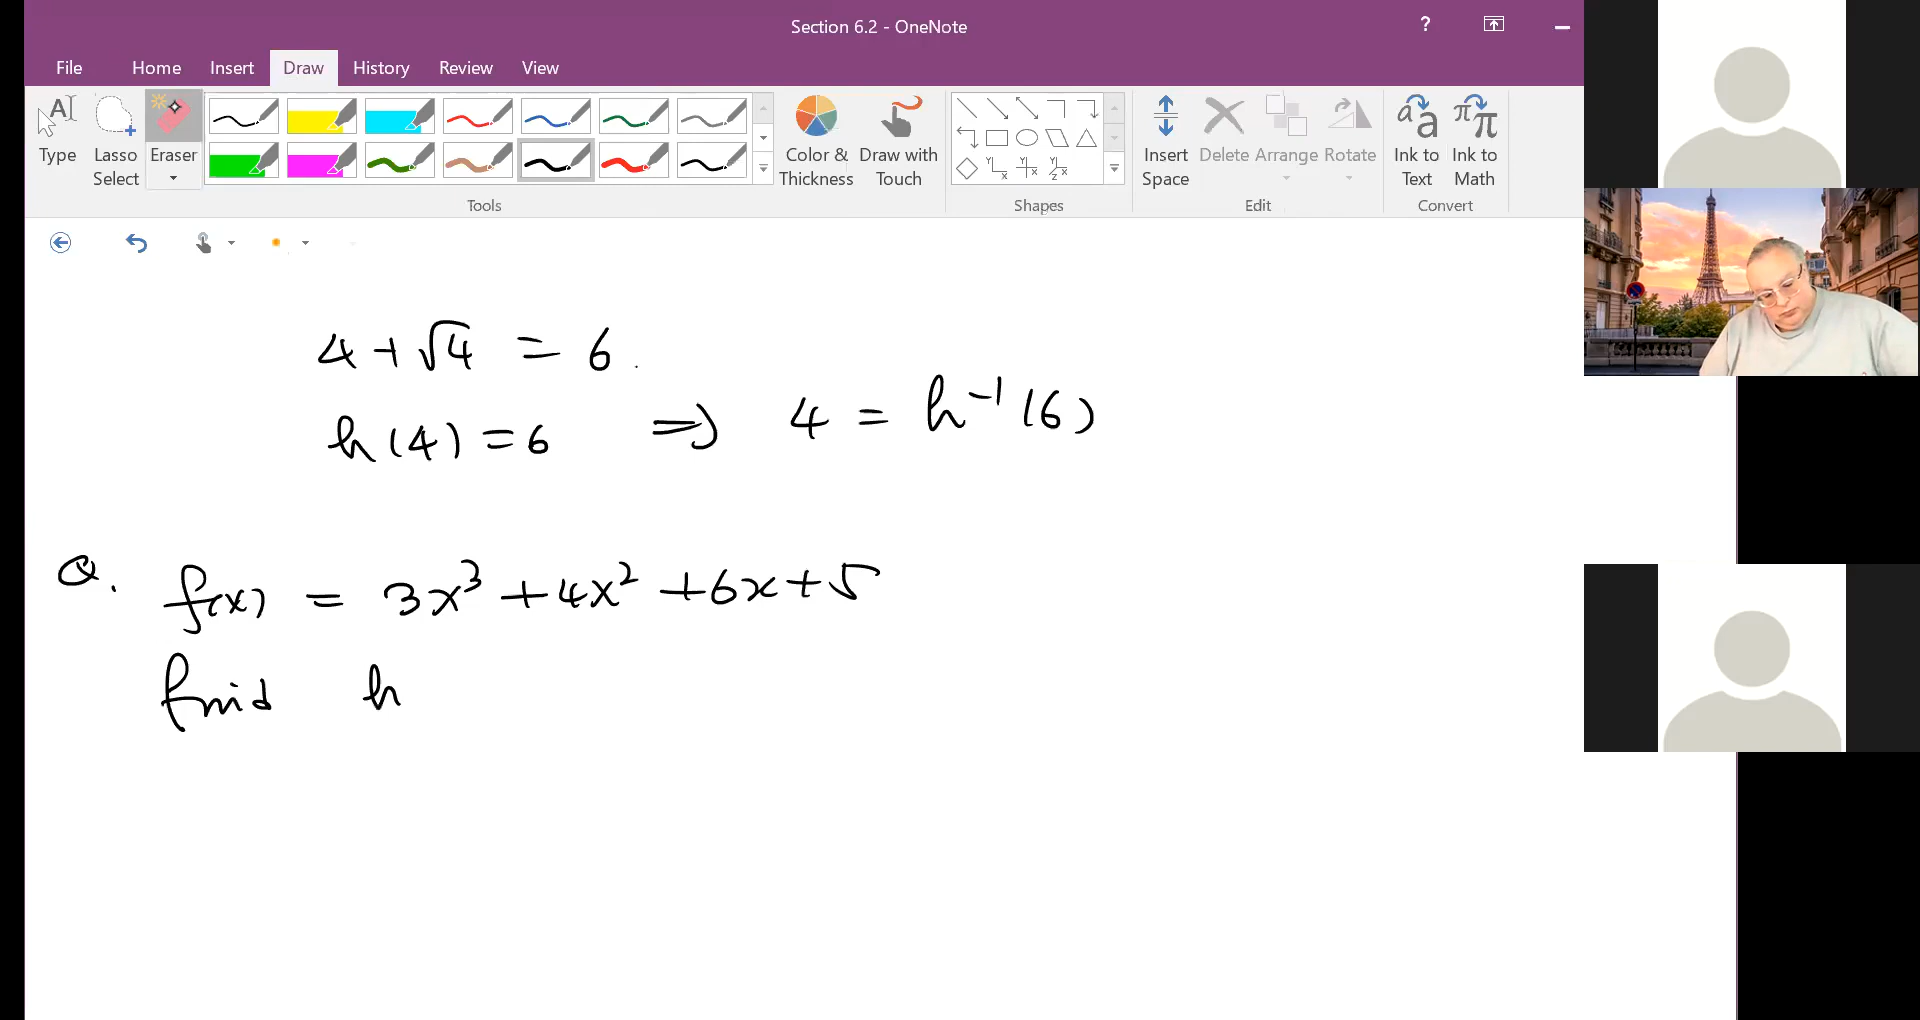 Section 6.2 - OneNote
?
File Home Insert Draw History Review View
Type Lasso Select Eraser Color & Thickness Draw with Touch Insert Space Delete Arrange Rotate Ink to Text Ink to Math
Tools Shapes Edit Convert
4 + √4 = 6.
h(4) = 6 ⇒ 4 = h⁻¹(6)
Q. f(x) = 3x³ + 4x² + 6x + 5
find h